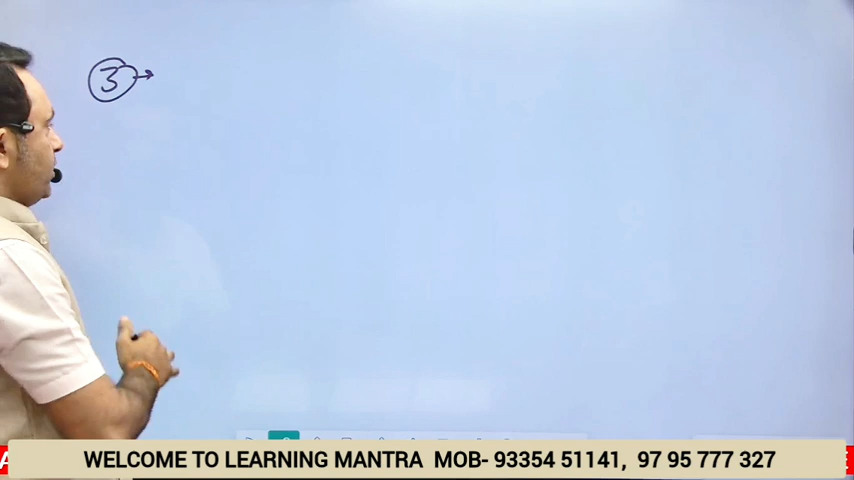 3 →
WELCOME TO LEARNING MANTRA MOB- 93354 51141, 97 95 777 327